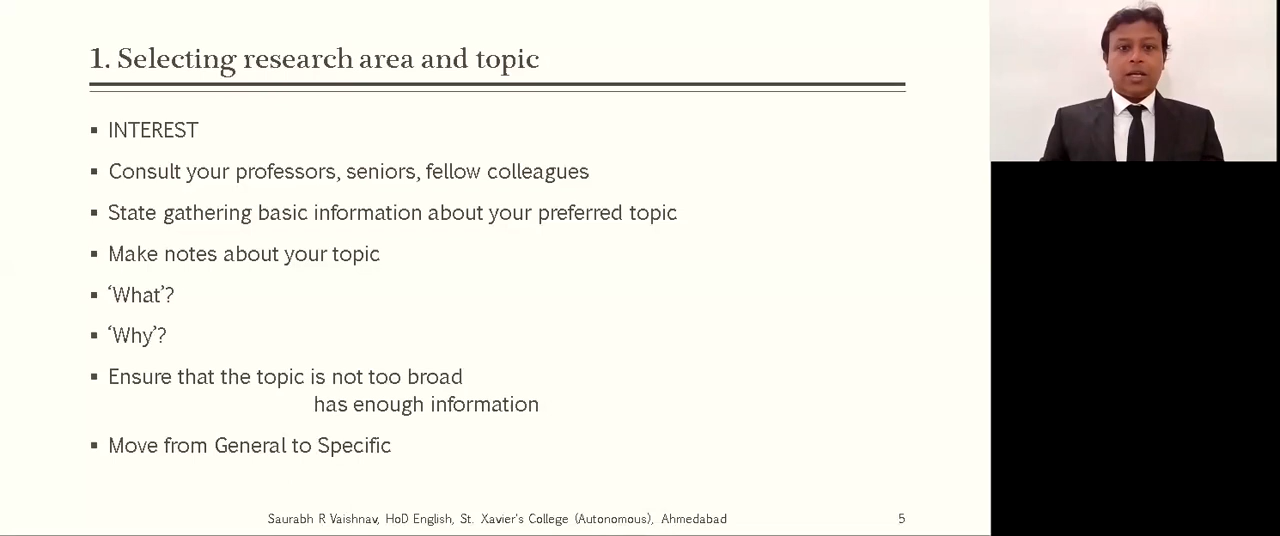 1. Selecting research area and topic
▪ INTEREST
▪ Consult your professors, seniors, fellow colleagues
▪ State gathering basic information about your preferred topic
▪ Make notes about your topic
▪ ‘What’?
▪ ‘Why’?
▪ Ensure that the topic is not too broad
has enough information
▪ Move from General to Specific
Saurabh R Vaishnav, HoD English, St. Xavier's College (Autonomous), Ahmedabad 5